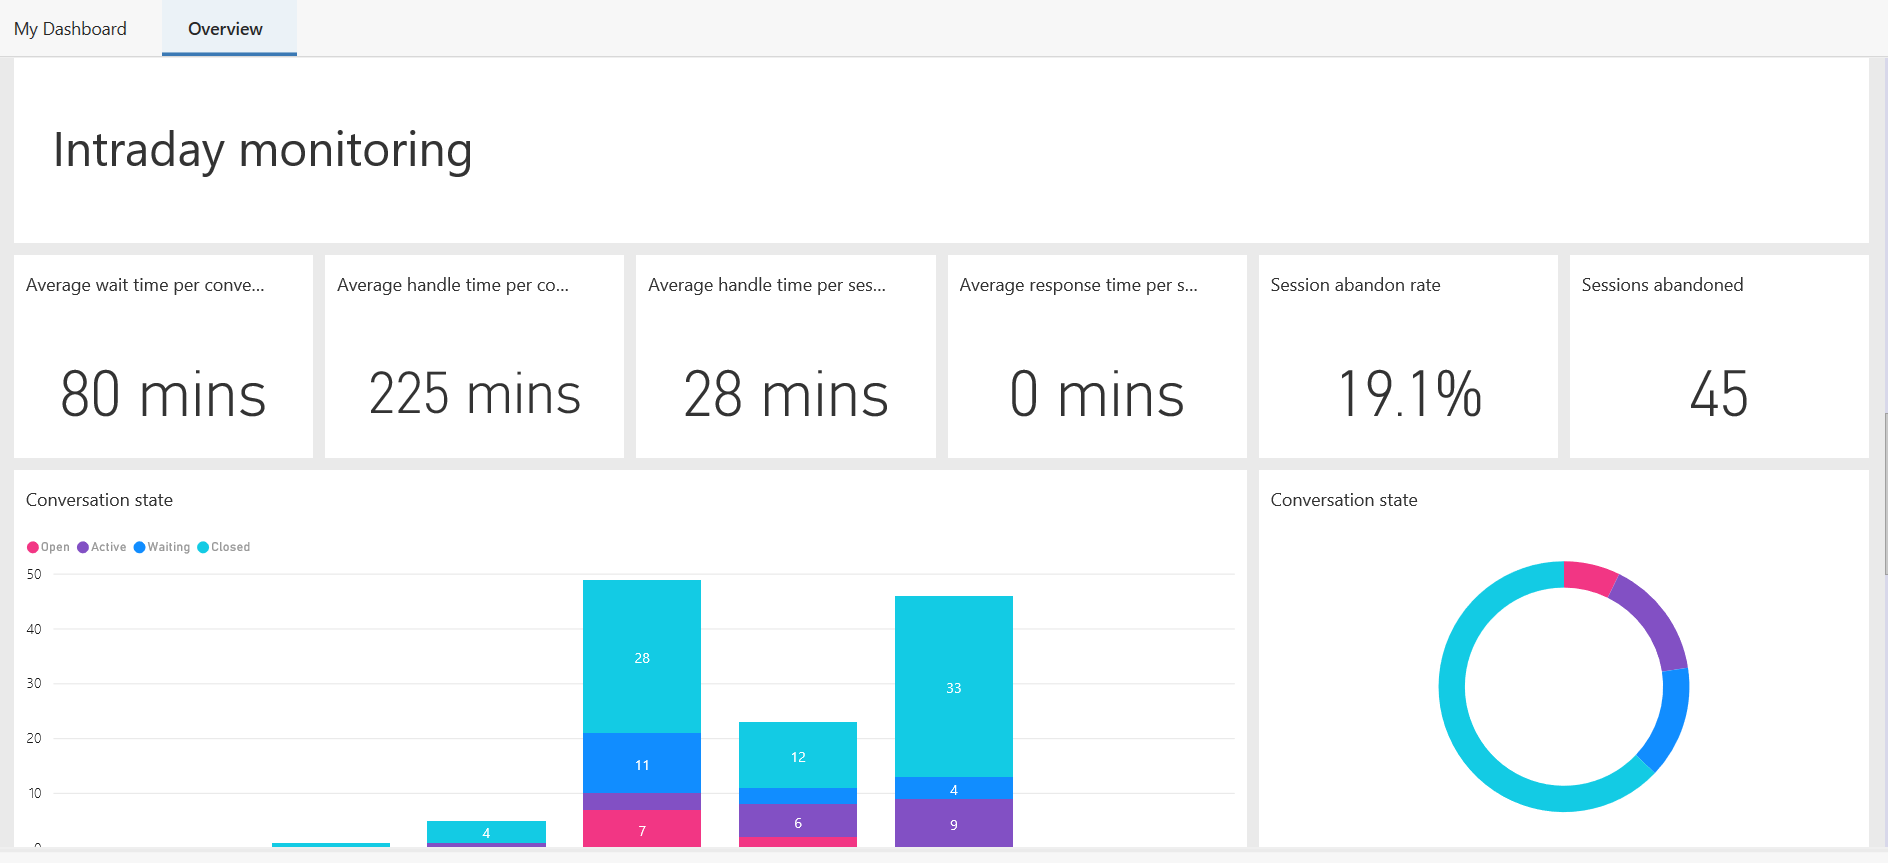 My Dashboard
Overview
Intraday monitoring
Average wait time per conve...
80 mins
Average handle time per co...
225 mins
Average handle time per ses...
28 mins
Average response time per s...
0 mins
Session abandon rate
19.1%
Sessions abandoned
45
Conversation state
Open Active Waiting Closed
50
40
30
20
10
0
4
28
11
7
12
6
33
4
9
Conversation state